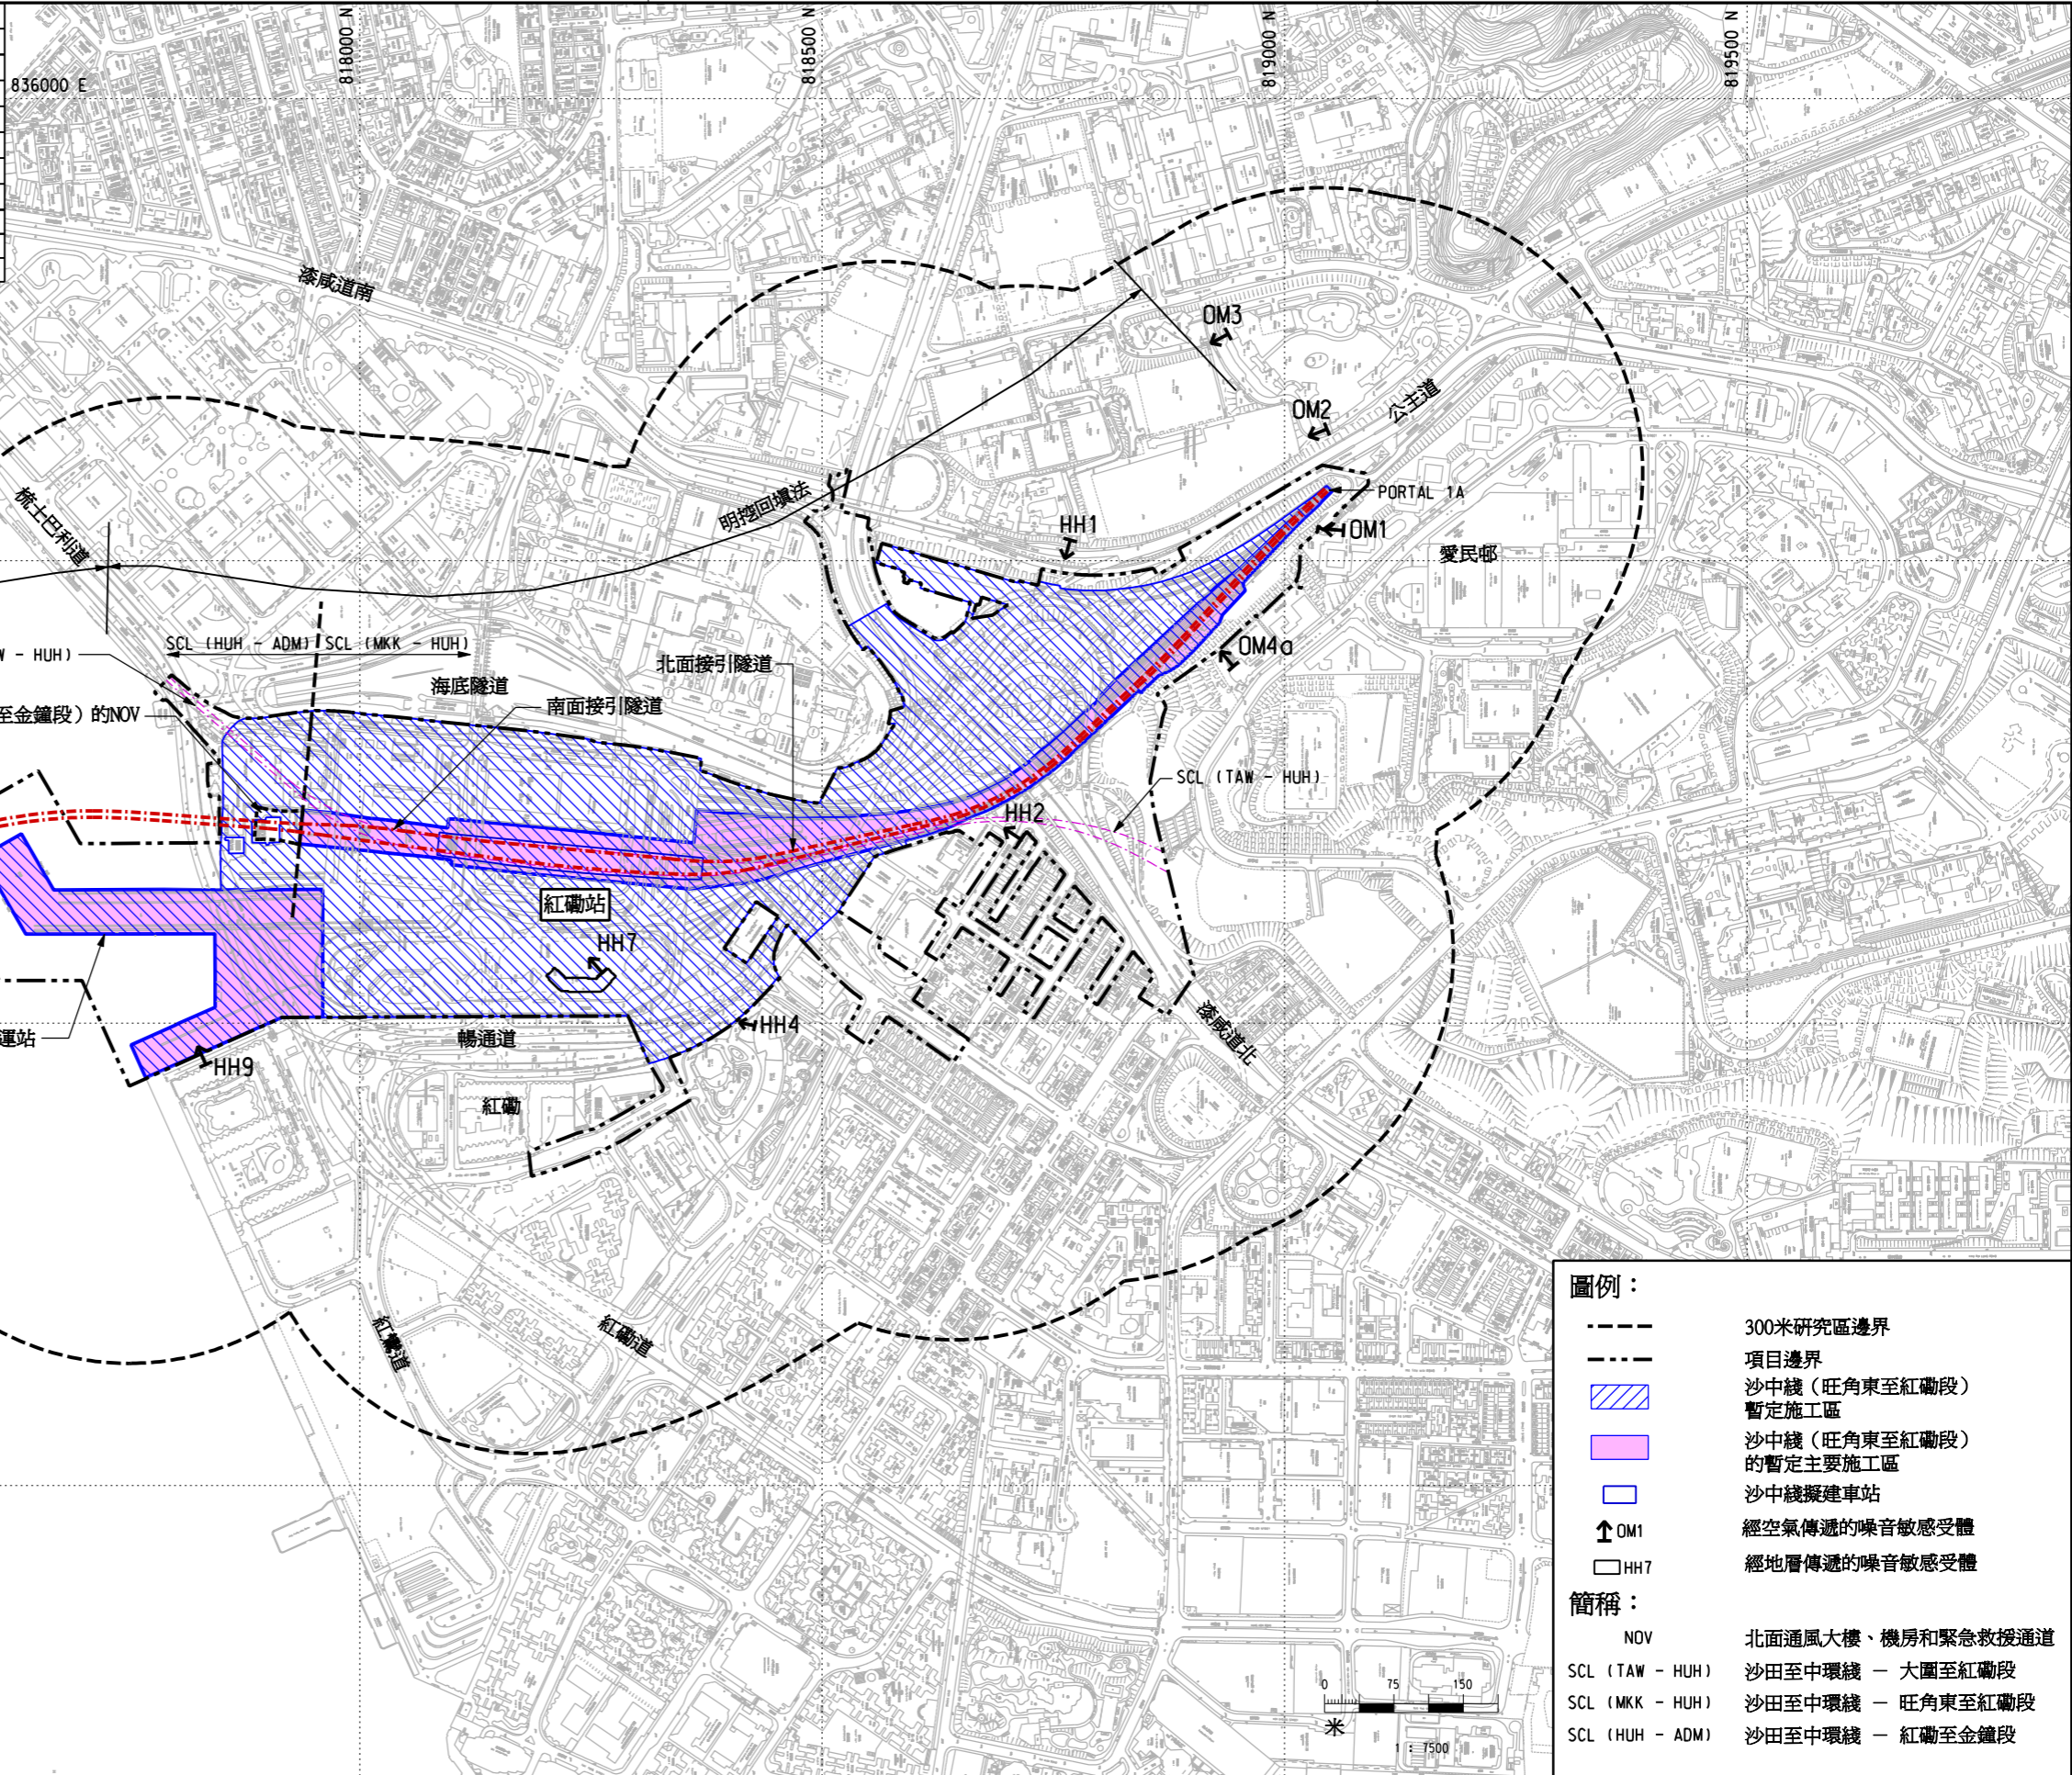 818000 N
818500 N
819000 N
819500 N
836000 E
漆咸道南
OM3
OM2
公主道
梳士巴利道
明挖回填法
PORTAL 1A
HH1
OM1
愛民邨
SCL (HUH - ADM)
SCL (MKK - HUH)
W - HUH)
OM4a
北面接引隧道
海底隧道
南面接引隧道
至金鐘段）的NOV
SCL (TAW - HUH)
HH2
紅磡站
HH7
漆咸道北
HH4
運站
暢通道
HH9
紅磡
紅鸞道
紅磡道
圖例：
300米研究區邊界
項目邊界
沙中綫（旺角東至紅磡段）
暫定施工區
沙中綫（旺角東至紅磡段）
的暫定主要施工區
沙中綫擬建車站
OM1 經空氣傳遞的噪音敏感受體
HH7 經地層傳遞的噪音敏感受體
簡稱：
NOV 北面通風大樓、機房和緊急救援通道
SCL (TAW - HUH) 沙田至中環綫 － 大圍至紅磡段
SCL (MKK - HUH) 沙田至中環綫 － 旺角東至紅磡段
SCL (HUH - ADM) 沙田至中環綫 － 紅磡至金鐘段
0 75 150
米
1 : 7500